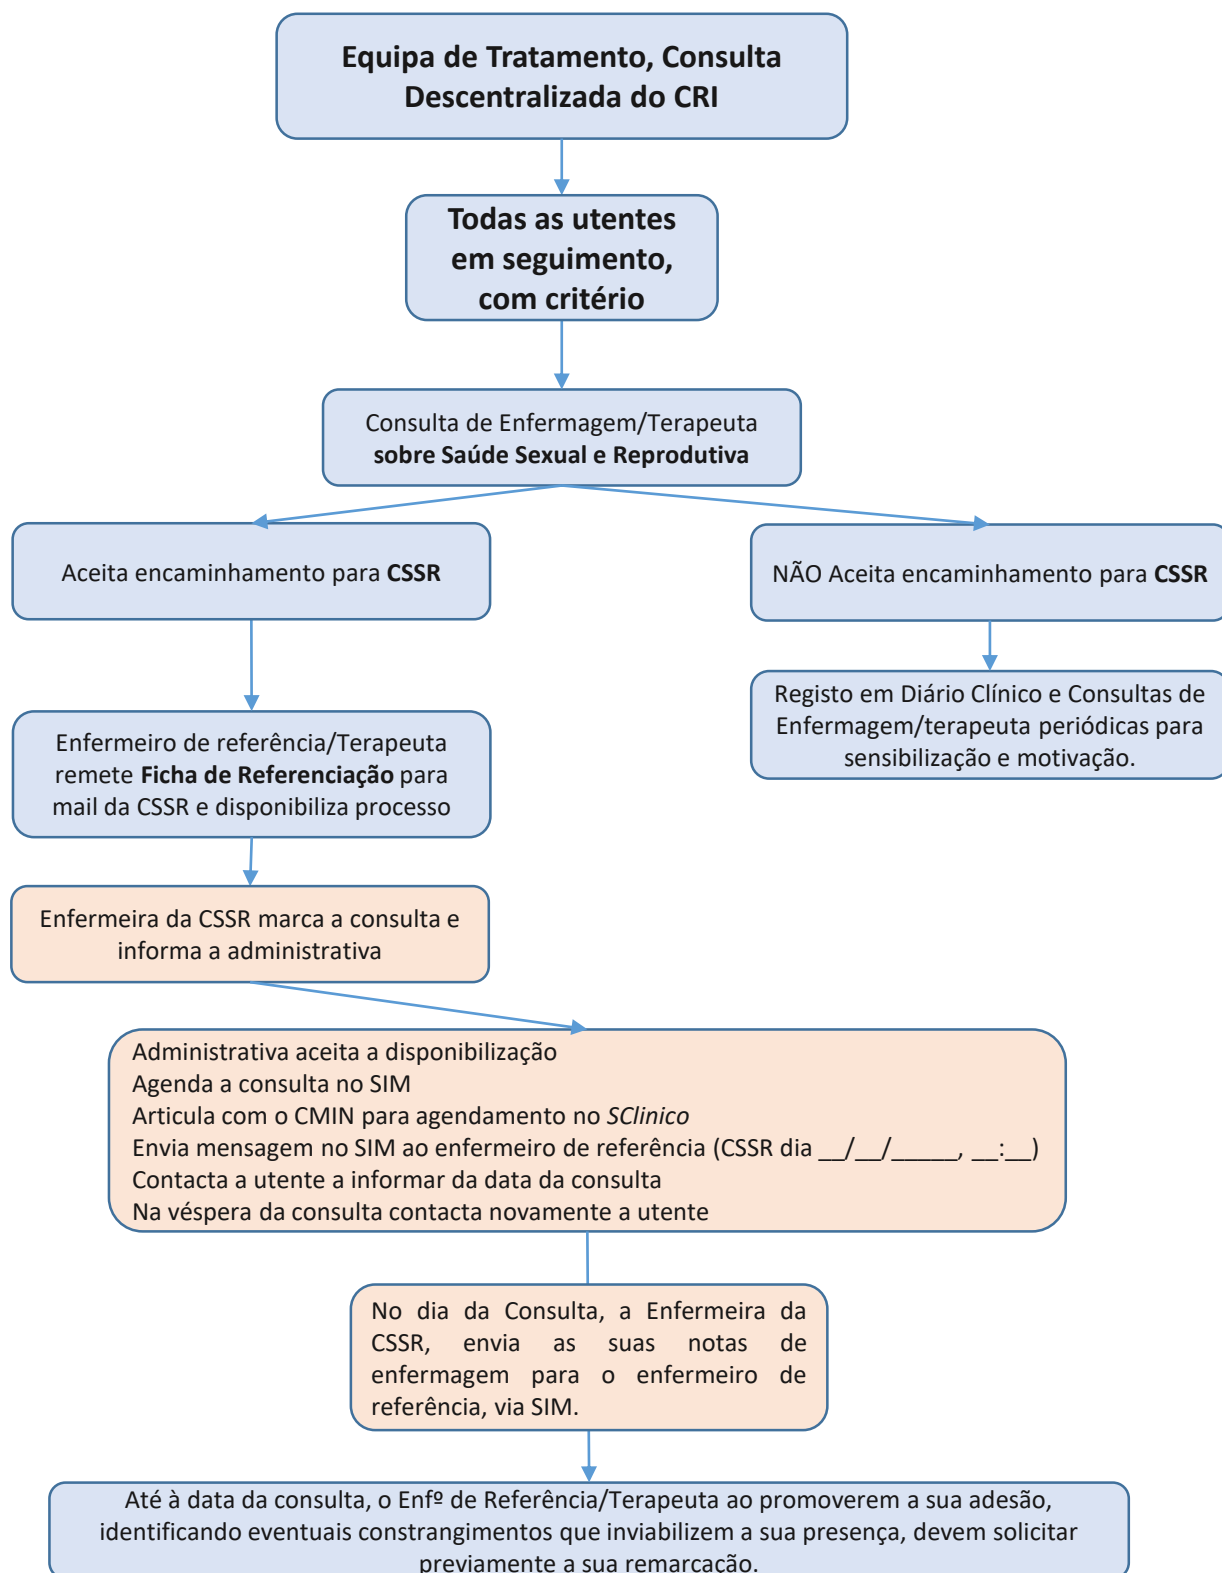 Equipa de Tratamento, Consulta
Descentralizada do CRI
Todas as utentes
em seguimento,
com critério
Consulta de Enfermagem/Terapeuta
sobre Saúde Sexual e Reprodutiva
Aceita encaminhamento para CSSR
NÃO Aceita encaminhamento para CSSR
Registo em Diário Clínico e Consultas de
Enfermagem/terapeuta periódicas para
sensibilização e motivação.
Enfermeiro de referência/Terapeuta
remete Ficha de Referenciação para
mail da CSSR e disponibiliza processo
Enfermeira da CSSR marca a consulta e
informa a administrativa
Administrativa aceita a disponibilização
Agenda a consulta no SIM
Articula com o CMIN para agendamento no SClinico
Envia mensagem no SIM ao enfermeiro de referência (CSSR dia __/__/_____, __:__)
Contacta a utente a informar da data da consulta
Na véspera da consulta contacta novamente a utente
No dia da Consulta, a Enfermeira da
CSSR, envia as suas notas de
enfermagem para o enfermeiro de
referência, via SIM.
Até à data da consulta, o Enfº de Referência/Terapeuta ao promoverem a sua adesão,
identificando eventuais constrangimentos que inviabilizem a sua presença, devem solicitar
previamente a sua remarcação.